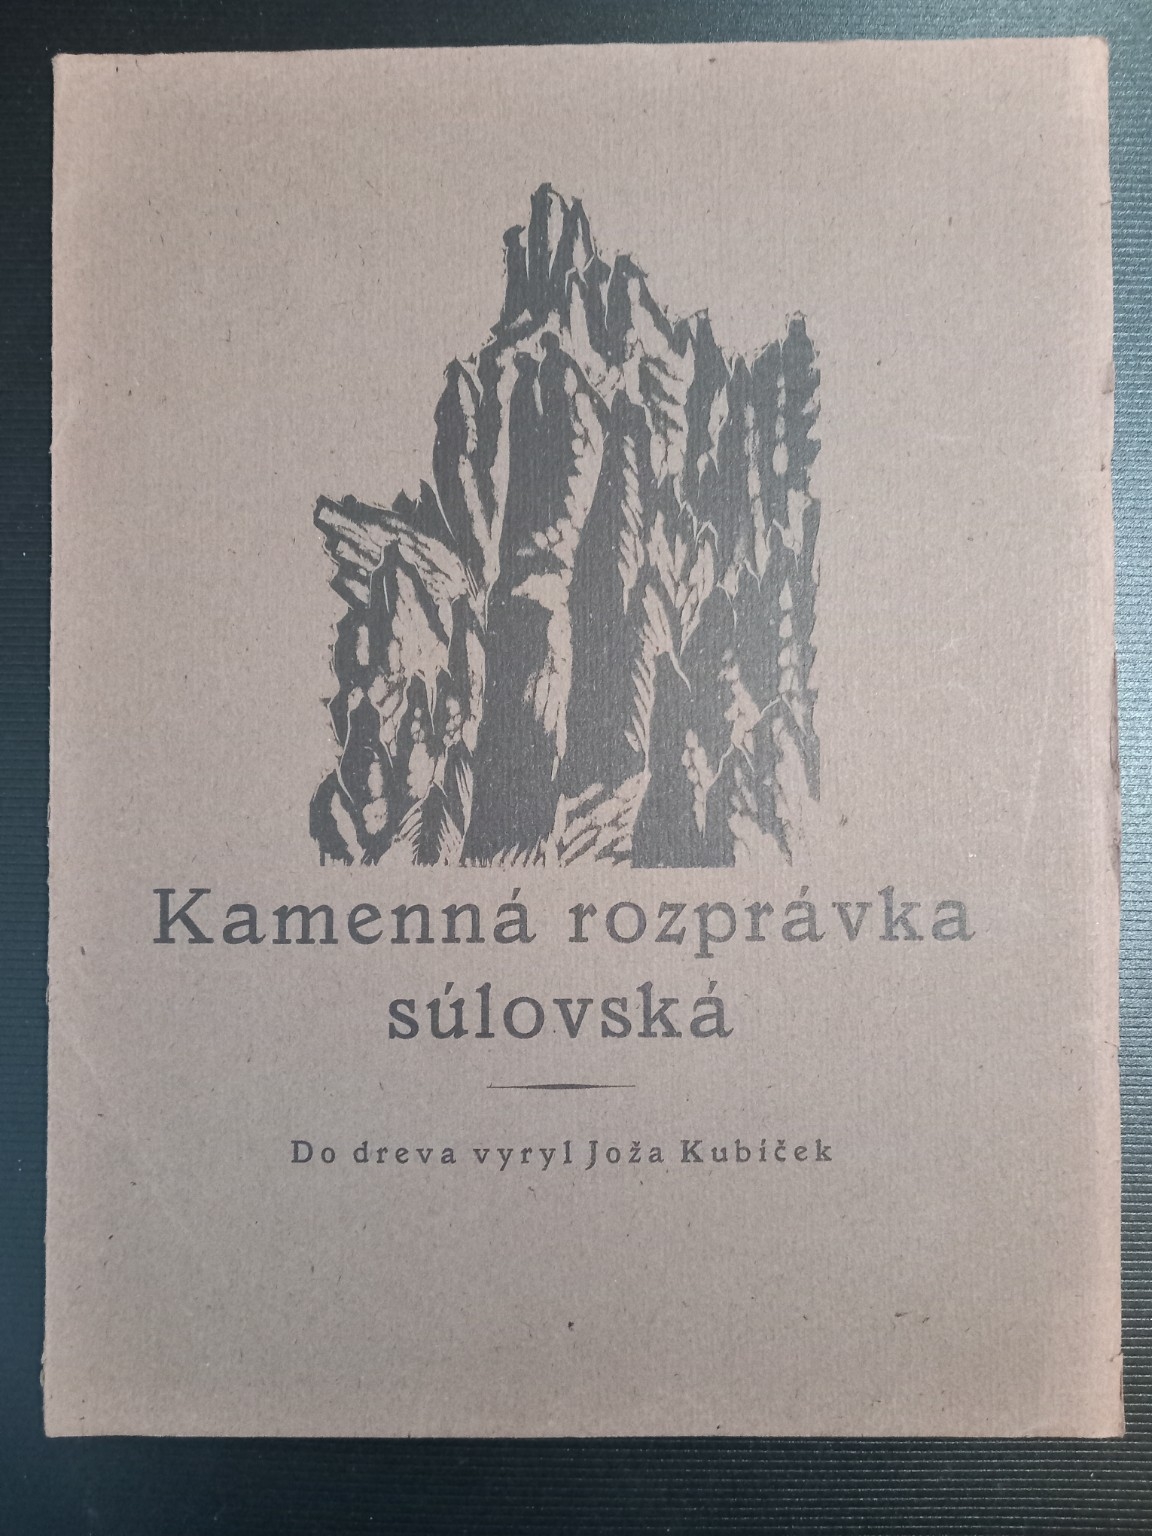 Kamenná rozprávka
súlovská
Do dreva vyryl Joža Kubíček